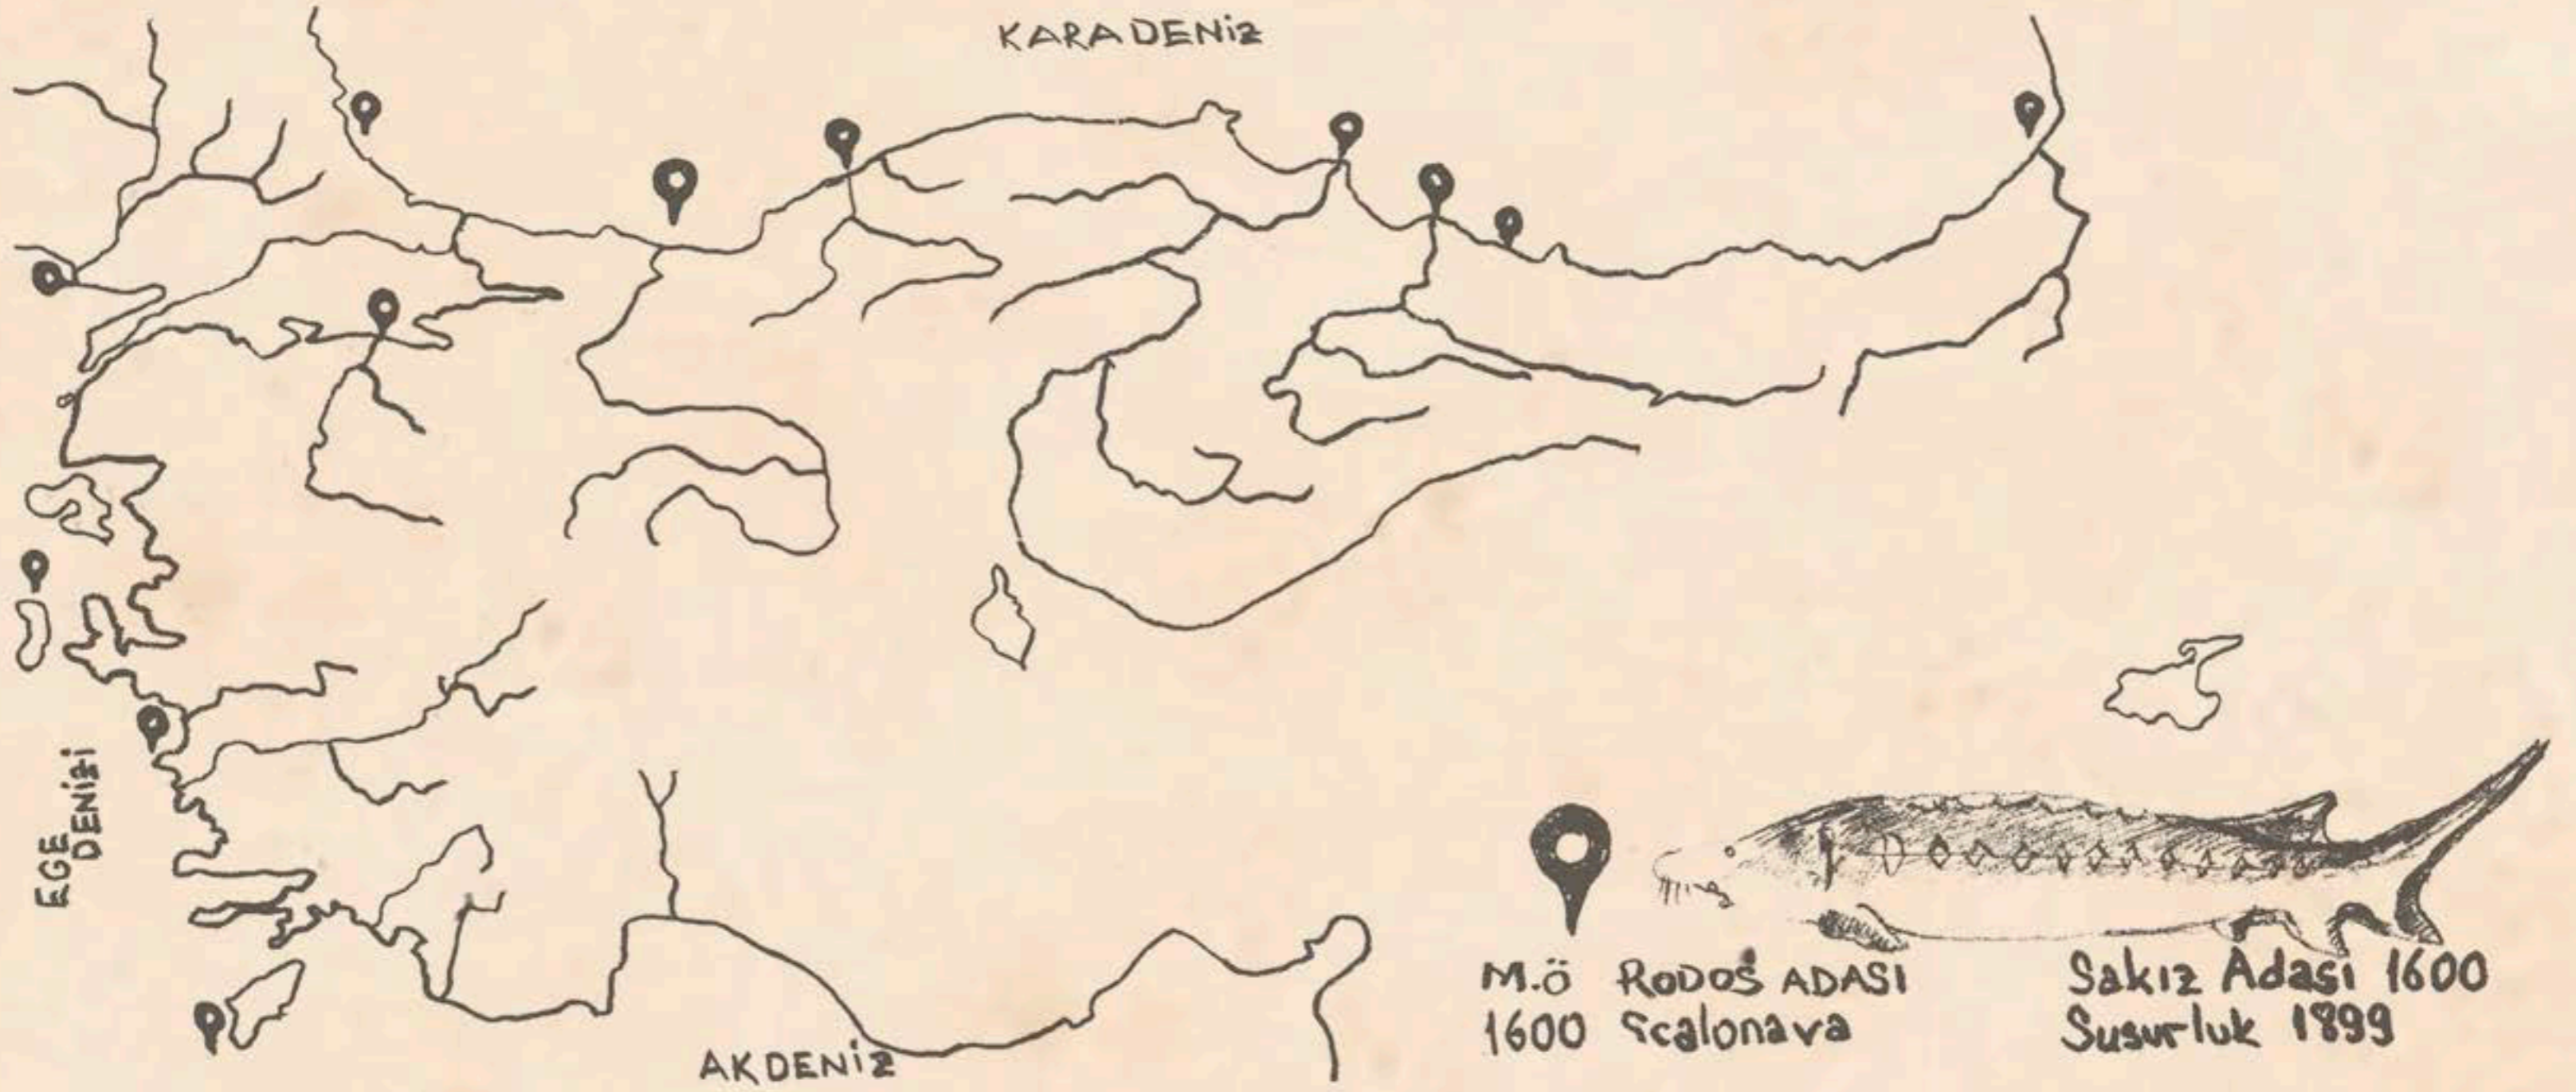 KARADENİZ
EGE
DENİZİ
AKDENİZ
M.Ö RODOS ADASI
1600 Scalonava
Sakız Adası 1600
Susurluk 1899